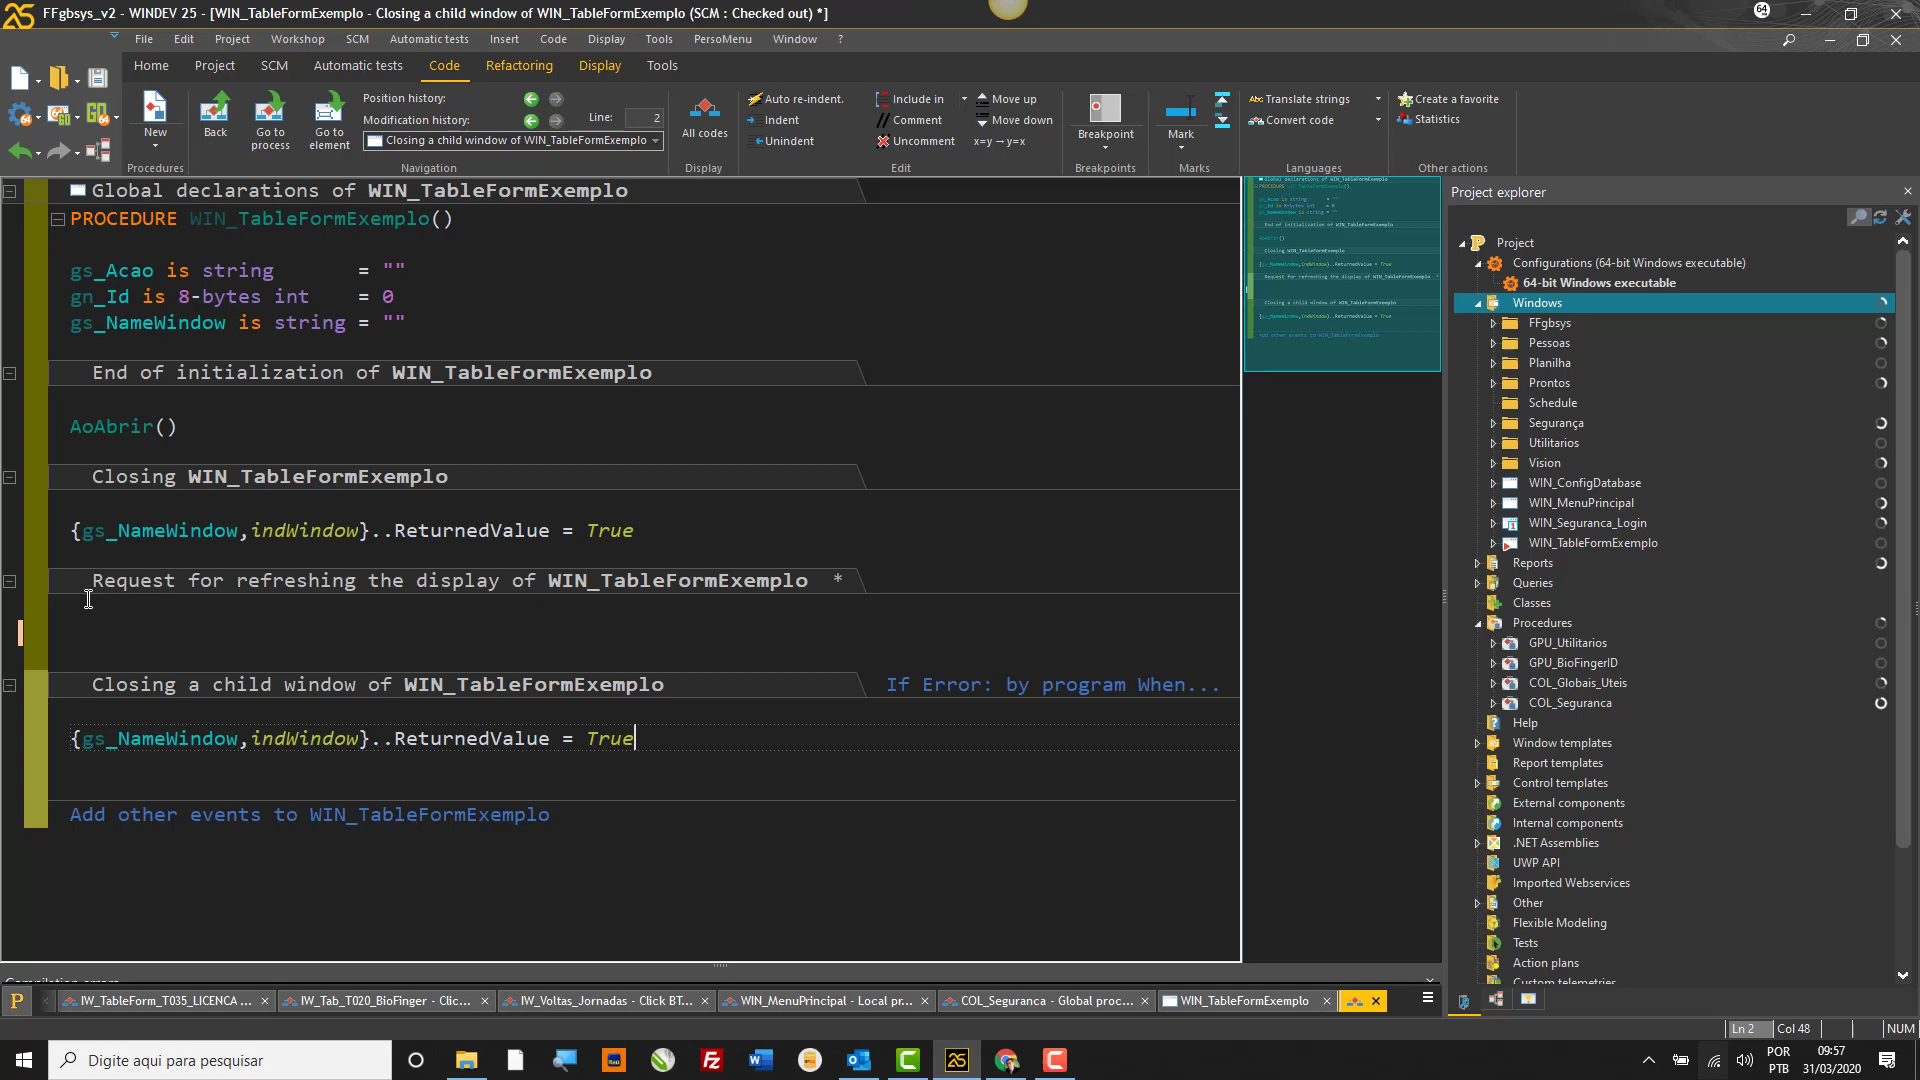 FFgbsys_v2 - WINDEV 25 - [WIN_TableFormExemplo - Closing a child window of WIN_TableFormExemplo (SCM : Checked out) *]
64
File Edit Project Workshop SCM Automatic tests Insert Code Display Tools PersoMenu Window ?
Home Project SCM Automatic tests Code Refactoring Display Tools
New
Procedures
Back
Go to process
Go to element
Position history:
Modification history:
Line: 2
Closing a child window of WIN_TableFormExemplo
Navigation
All codes
Display
Auto re-indent.
Indent
Unindent
Include in
Comment
Uncomment
Move up
Move down
x=y → y=x
Edit
Breakpoint
Breakpoints
Mark
Marks
Translate strings
Convert code
Languages
Create a favorite
Statistics
Other actions
Global declarations of WIN_TableFormExemplo
PROCEDURE WIN_TableFormExemplo()
gs_Acao is string = ""
gn_Id is 8-bytes int = 0
gs_NameWindow is string = ""
End of initialization of WIN_TableFormExemplo
AoAbrir()
Closing WIN_TableFormExemplo
{gs_NameWindow,indWindow}..ReturnedValue = True
Request for refreshing the display of WIN_TableFormExemplo *
Closing a child window of WIN_TableFormExemplo If Error: by program When...
{gs_NameWindow,indWindow}..ReturnedValue = True
Add other events to WIN_TableFormExemplo
Project explorer
Project
Configurations (64-bit Windows executable)
64-bit Windows executable
Windows
FFgbsys
Pessoas
Planilha
Prontos
Schedule
Segurança
Utilitarios
Vision
WIN_ConfigDatabase
WIN_MenuPrincipal
WIN_Seguranca_Login
WIN_TableFormExemplo
Reports
Queries
Classes
Procedures
GPU_Utilitarios
GPU_BioFingerID
COL_Globais_Uteis
COL_Seguranca
Help
Window templates
Report templates
Control templates
External components
Internal components
.NET Assemblies
UWP API
Imported Webservices
Other
Flexible Modeling
Tests
Action plans
IW_TableForm_T035_LICENCA ... IW_Tab_T020_BioFinger - Clic... IW_Voltas_Jornadas - Click BT... WIN_MenuPrincipal - Local pr... COL_Seguranca - Global proc... WIN_TableFormExemplo
Ln 2 Col 48 NUM
Digite aqui para pesquisar
POR
PTB
09:57
31/03/2020